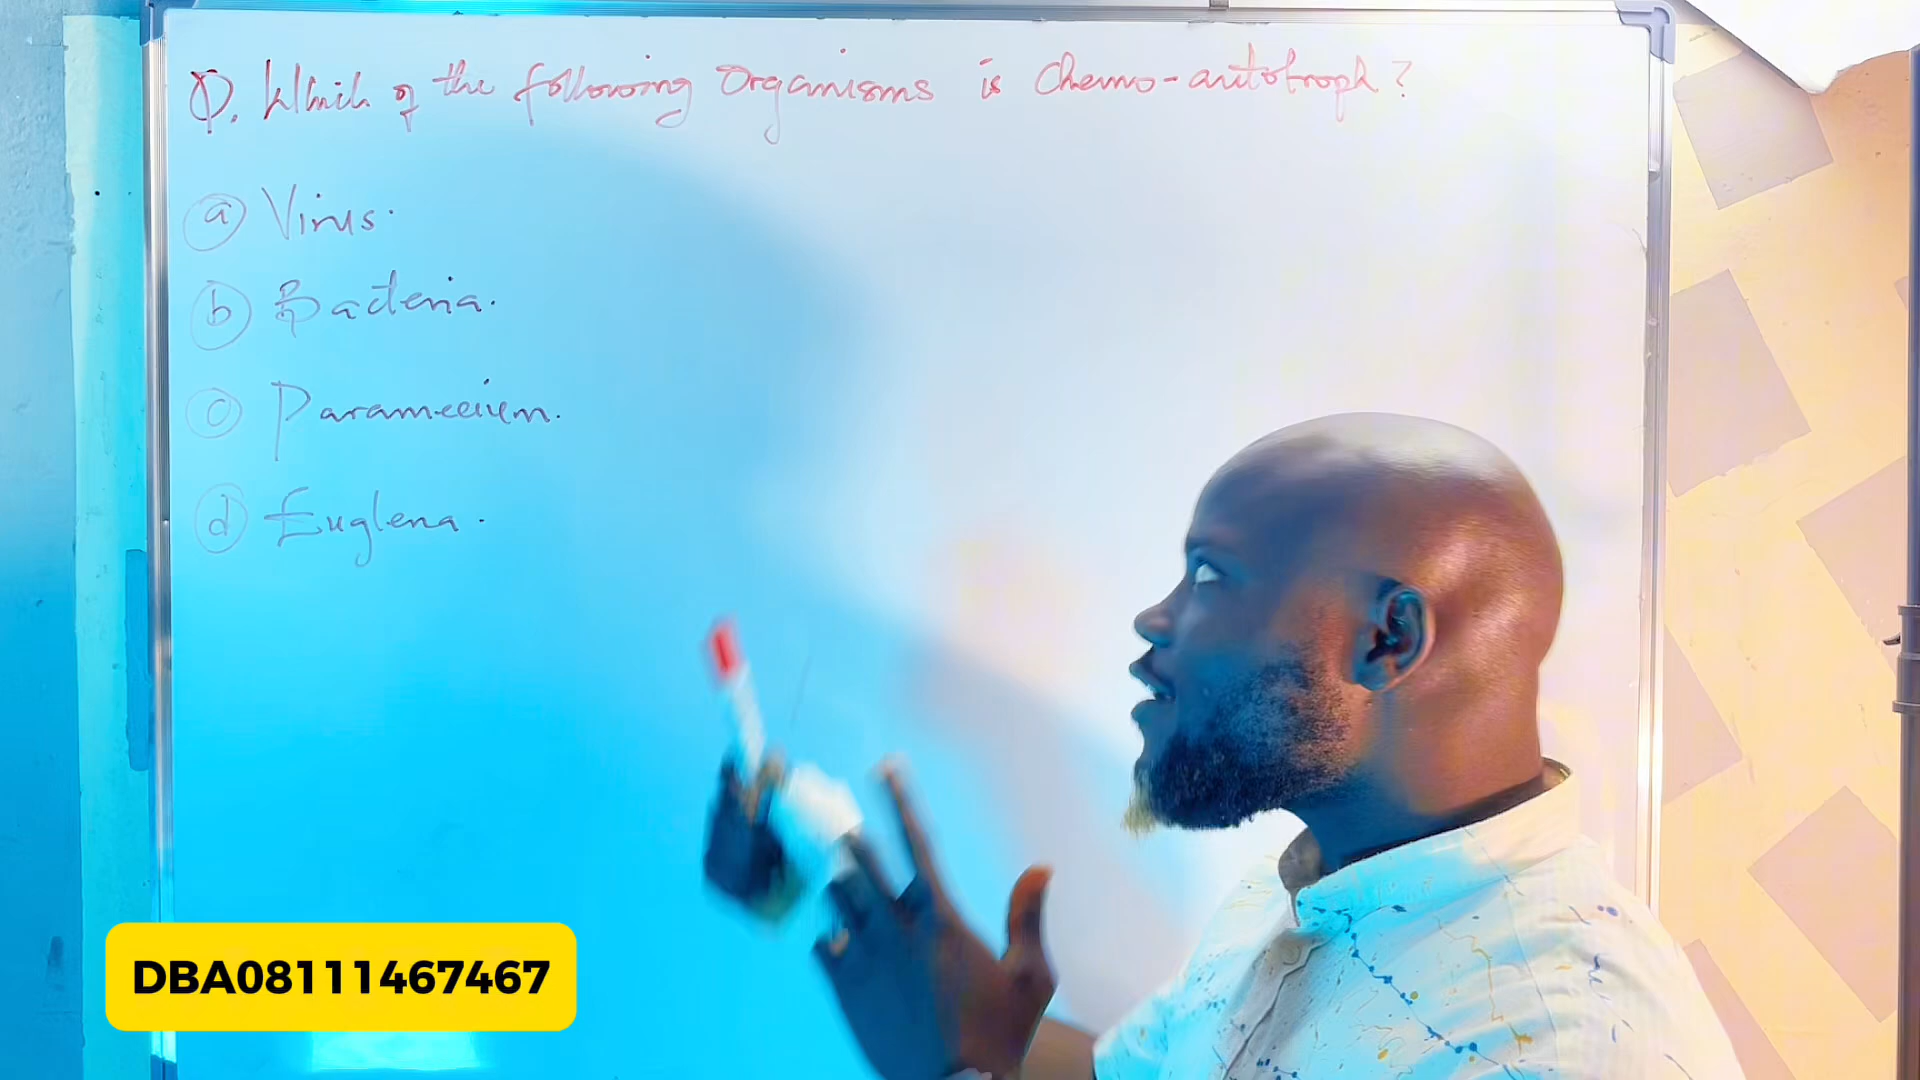 Q. Which of the following Organisms is Chemo-autotroph?
a Virus.
b Bacteria.
c Paramecium.
d Euglena.
DBA08111467467